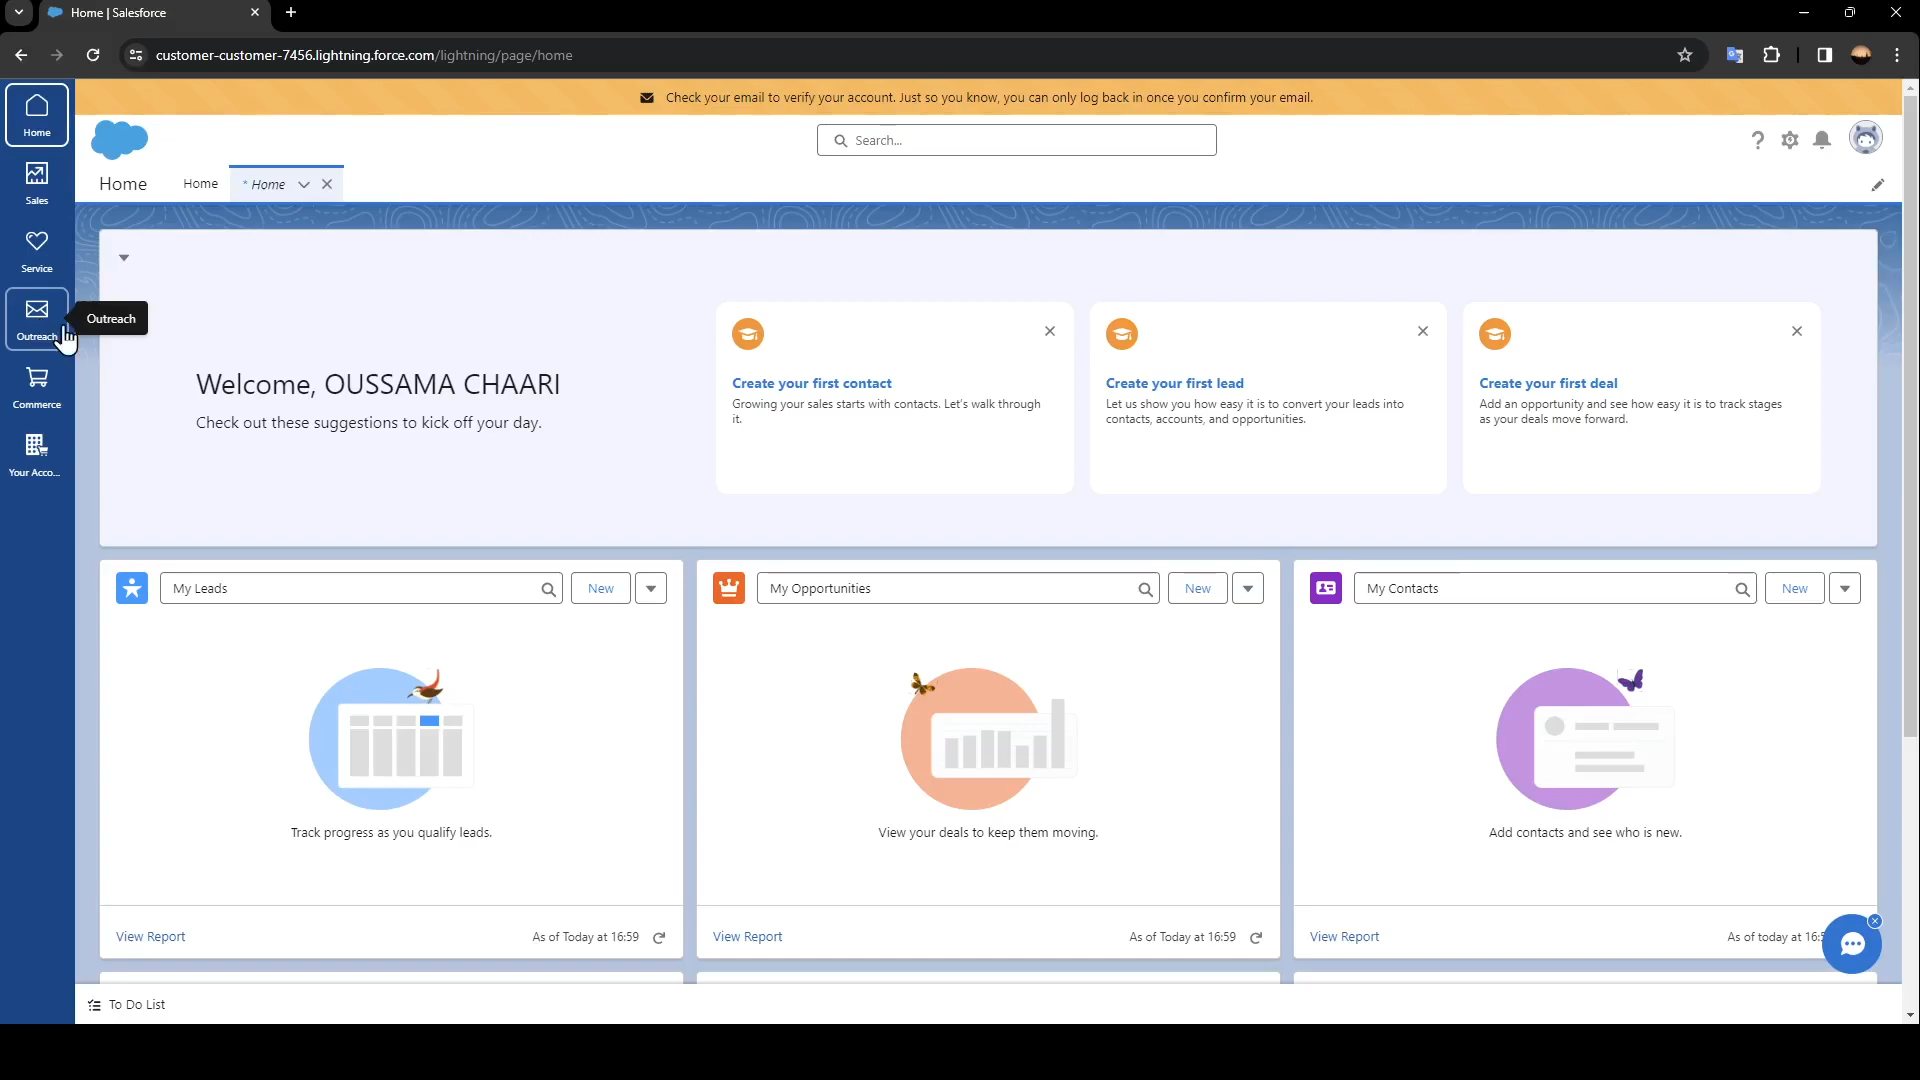 Home | Salesforce
customer-customer-7456.lightning.force.com/lightning/page/home
Check your email to verify your account. Just so you know, you can only log back in once you confirm your email.
Search...
Home
Home
* Home
Home
Sales
Service
Outreach
Outreach
Commerce
Your Acco...
Welcome, OUSSAMA CHAARI
Check out these suggestions to kick off your day.
Create your first contact
Growing your sales starts with contacts. Let's walk through
it.
Create your first lead
Let us show you how easy it is to convert your leads into
contacts, accounts, and opportunities.
Create your first deal
Add an opportunity and see how easy it is to track stages
as your deals move forward.
My Leads
New
Track progress as you qualify leads.
View Report
As of Today at 16:59
My Opportunities
New
View your deals to keep them moving.
View Report
As of Today at 16:59
My Contacts
New
Add contacts and see who is new.
View Report
As of today at 16:5
To Do List